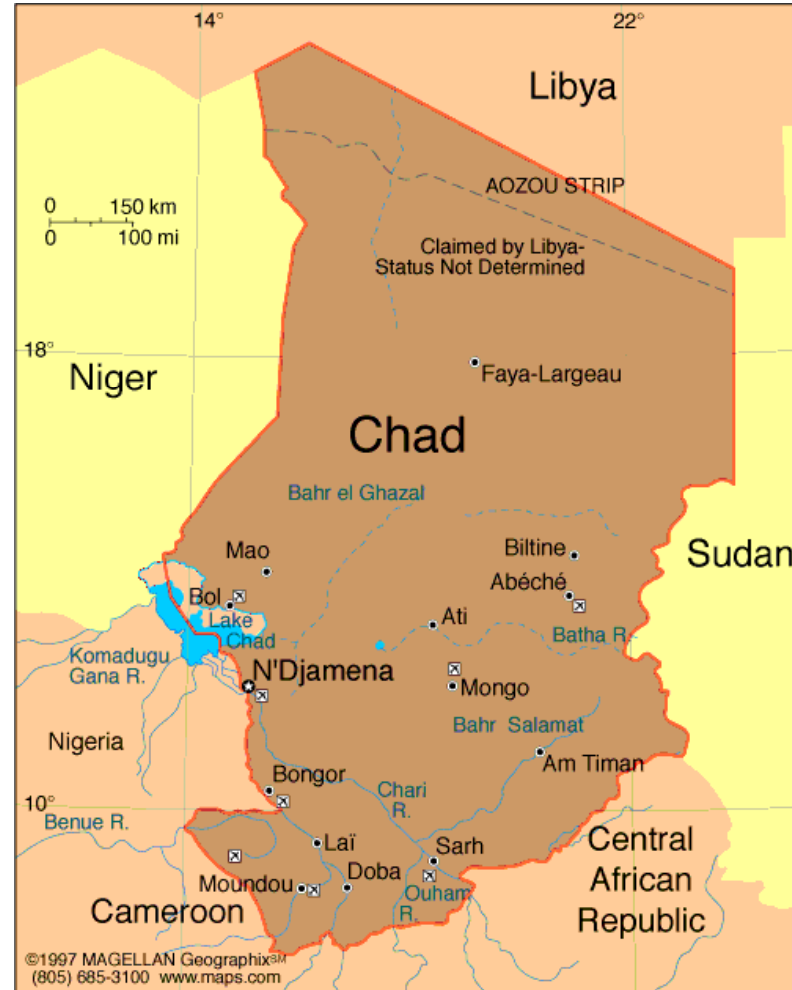 14°
22°
Libya
AOZOU STRIP
0 150 km
0 100 mi
Claimed by Libya-
Status Not Determined
18°
Niger
Faya-Largeau
Chad
Bahr el Ghazal
Mao
Biltine
Sudan
Abéché
Bol
Lake
Chad
Ati
Batha R.
Komadugu
Gana R.
N'Djamena
Mongo
Bahr Salamat
Nigeria
Am Timan
Bongor
Chari
R.
10°
Benue R.
Laï
Sarh
Central
African
Republic
Moundou
Doba
Ouham
R.
Cameroon
©1997 MAGELLAN Geographix℠
(805) 685-3100 www.maps.com